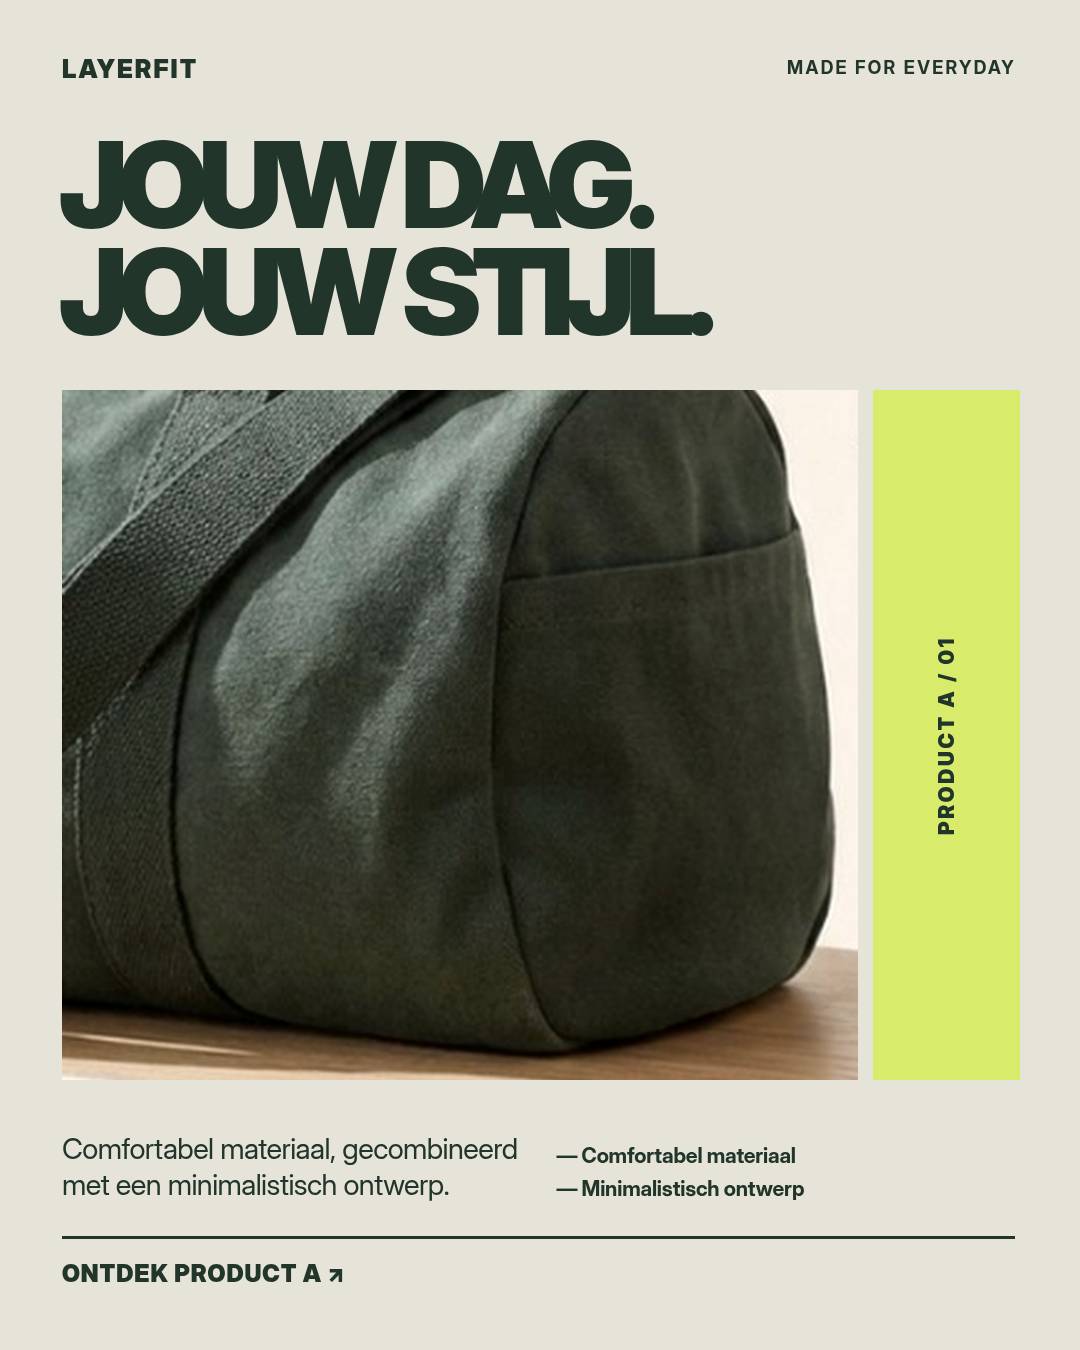 LAYERFIT
MADE FOR EVERYDAY
JOUW DAG.
JOUW STIJL.
PRODUCT A / 01
Comfortabel materiaal, gecombineerd
met een minimalistisch ontwerp.
— Comfortabel materiaal
— Minimalistisch ontwerp
ONTDEK PRODUCT A ↗